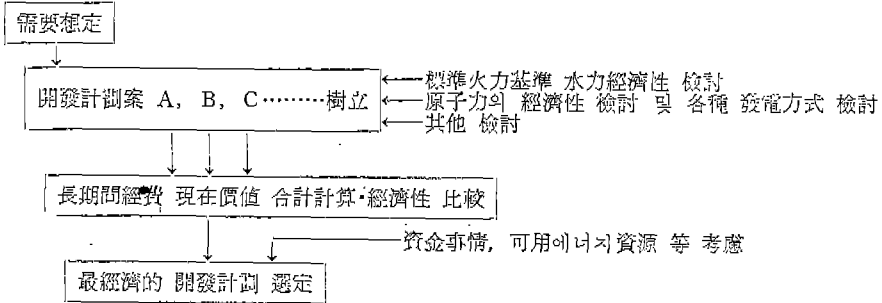 需要想定
標準火力基準 水力經濟性 檢討
開發計劃案 A, B, C………樹立
原子力의 經濟性 檢討 및 各種 發電方式 檢討
其他 檢討
長期間經費 現在價値 合計計算·經濟性 比較
資金事情, 可用에너지資源 等 考慮
最經濟的 開發計劃 選定